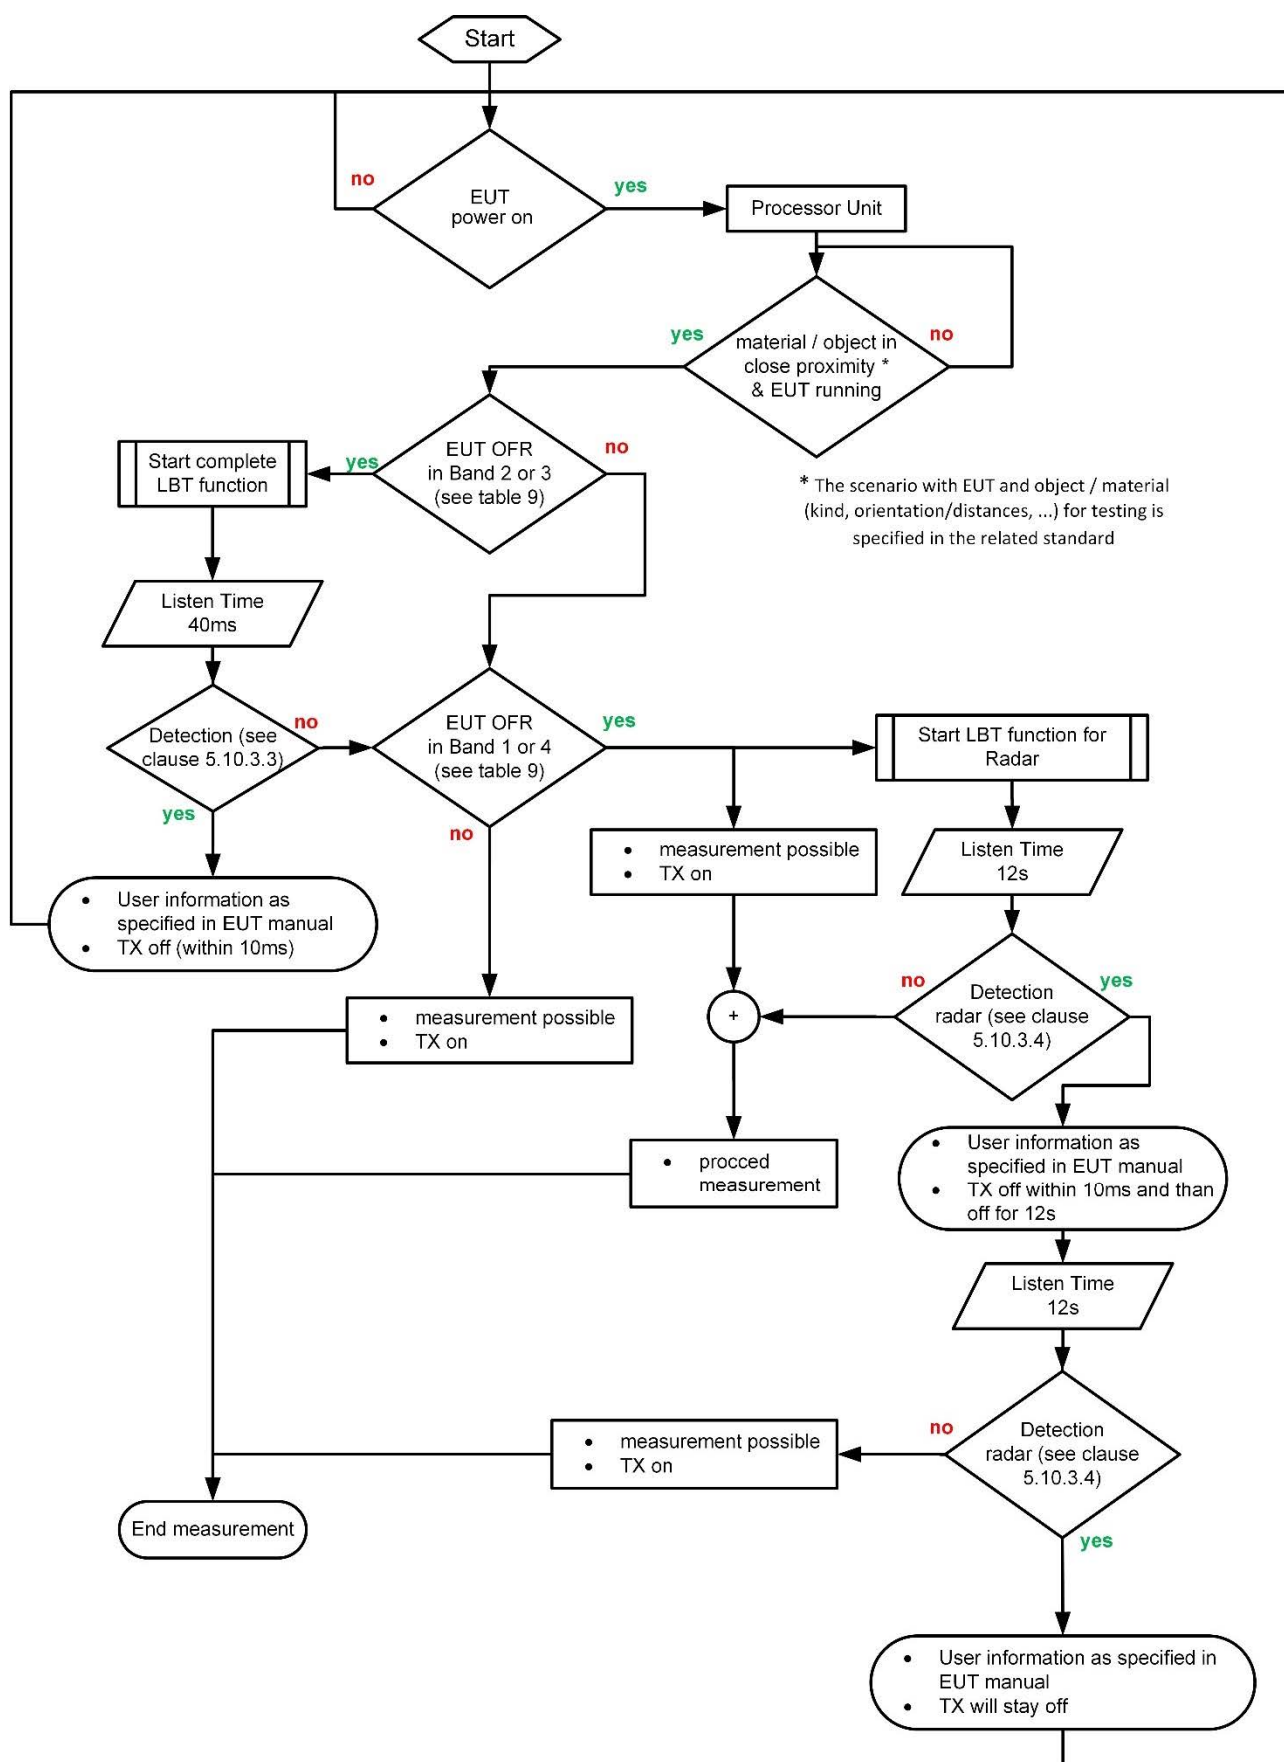 Start
EUT
power on
no
yes
Processor Unit
material / object in
close proximity *
& EUT running
yes
no
* The scenario with EUT and object / material
(kind, orientation/distances, ...) for testing is
specified in the related standard
EUT OFR
in Band 2 or 3
(see table 9)
yes
no
Start complete
LBT function
Listen Time
40ms
Detection (see
clause 5.10.3.3)
no
yes
• User information as
specified in EUT manual
• TX off (within 10ms)
EUT OFR
in Band 1 or 4
(see table 9)
yes
no
Start LBT function for
Radar
• measurement possible
• TX on
Listen Time
12s
• measurement possible
• TX on
+
Detection
radar (see clause
5.10.3.4)
no
yes
• procced
measurement
• User information as
specified in EUT manual
• TX off within 10ms and than
off for 12s
Listen Time
12s
Detection
radar (see clause
5.10.3.4)
no
yes
• measurement possible
• TX on
End measurement
• User information as specified in
EUT manual
• TX will stay off